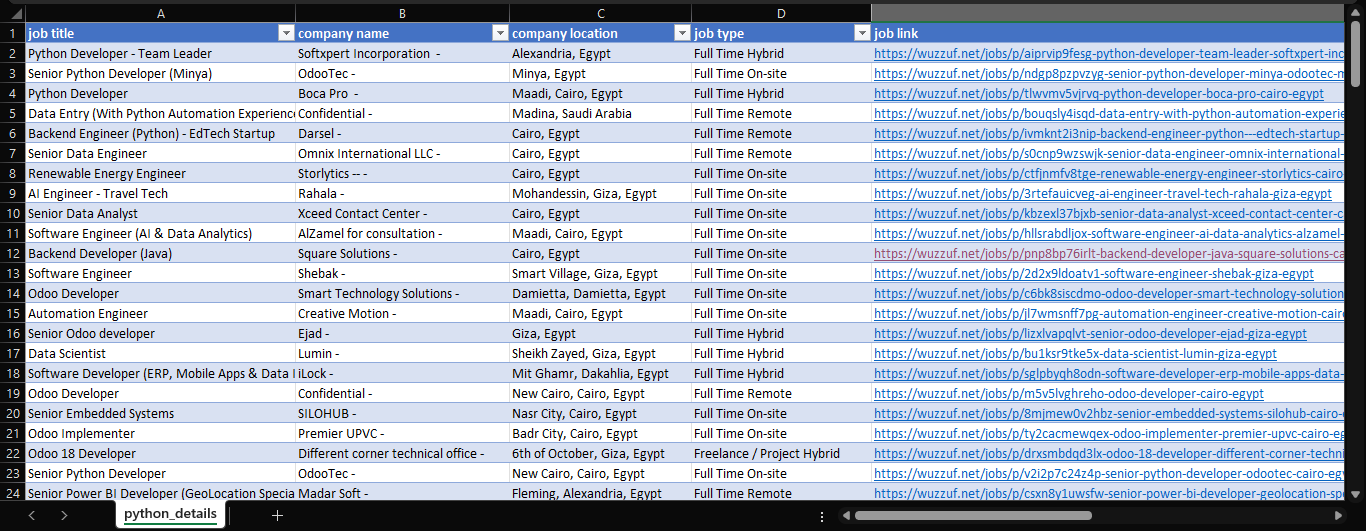 A B C D
1 job title company name company location job type job link
2 Python Developer - Team Leader Softxpert Incorporation - Alexandria, Egypt Full Time Hybrid https://wuzzuf.net/jobs/p/aiprvip9fesg-python-developer-team-leader-softxpert-inc
3 Senior Python Developer (Minya) OdooTec - Minya, Egypt Full Time On-site https://wuzzuf.net/jobs/p/ndgp8pzpvzyg-senior-python-developer-minya-odootec-m
4 Python Developer Boca Pro - Maadi, Cairo, Egypt Full Time Hybrid https://wuzzuf.net/jobs/p/tlwvmv5vjrvq-python-developer-boca-pro-cairo-egypt
5 Data Entry (With Python Automation Experience Confidential - Madina, Saudi Arabia Full Time Remote https://wuzzuf.net/jobs/p/bouqsly4isqd-data-entry-with-python-automation-experie
6 Backend Engineer (Python) - EdTech Startup Darsel - Cairo, Egypt Full Time Remote https://wuzzuf.net/jobs/p/ivmknt2i3nip-backend-engineer-python---edtech-startup-
7 Senior Data Engineer Omnix International LLC - Cairo, Egypt Full Time Remote https://wuzzuf.net/jobs/p/s0cnp9wzswjk-senior-data-engineer-omnix-international-
8 Renewable Energy Engineer Storlytics -- - Cairo, Egypt Full Time On-site https://wuzzuf.net/jobs/p/ctfjnmfv8tge-renewable-energy-engineer-storlytics-cairo
9 AI Engineer - Travel Tech Rahala - Mohandessin, Giza, Egypt Full Time On-site https://wuzzuf.net/jobs/p/3rtefauicveg-ai-engineer-travel-tech-rahala-giza-egypt
10 Senior Data Analyst Xceed Contact Center - Cairo, Egypt Full Time On-site https://wuzzuf.net/jobs/p/kbzexl37bjxb-senior-data-analyst-xceed-contact-center-c
11 Software Engineer (AI & Data Analytics) AlZamel for consultation - Maadi, Cairo, Egypt Full Time On-site https://wuzzuf.net/jobs/p/hllsrabdljox-software-engineer-ai-data-analytics-alzamel-
12 Backend Developer (Java) Square Solutions - Maadi, Cairo, Egypt Full Time On-site https://wuzzuf.net/jobs/p/pnp8bp76irlt-backend-developer-java-square-solutions-ca
13 Software Engineer Shebak - Smart Village, Giza, Egypt Full Time On-site https://wuzzuf.net/jobs/p/2d2x9ldoatv1-software-engineer-shebak-giza-egypt
14 Odoo Developer Smart Technology Solutions - Damietta, Damietta, Egypt Full Time On-site https://wuzzuf.net/jobs/p/c6bk8siscdmo-odoo-developer-smart-technology-solution
15 Automation Engineer Creative Motion - Maadi, Cairo, Egypt Full Time On-site https://wuzzuf.net/jobs/p/jl7wmsnff7pg-automation-engineer-creative-motion-cair
16 Senior Odoo developer Ejad - Giza, Egypt Full Time Hybrid https://wuzzuf.net/jobs/p/lizxlvapqlvt-senior-odoo-developer-ejad-giza-egypt
17 Data Scientist Lumin - Sheikh Zayed, Giza, Egypt Full Time Hybrid https://wuzzuf.net/jobs/p/bu1ksr9tke5x-data-scientist-lumin-giza-egypt
18 Software Developer (ERP, Mobile Apps & Data I iLock - Mit Ghamr, Dakahlia, Egypt Full Time Hybrid https://wuzzuf.net/jobs/p/sglpbyqh8odn-software-developer-erp-mobile-apps-data-
19 Odoo Developer Confidential - New Cairo, Cairo, Egypt Full Time Remote https://wuzzuf.net/jobs/p/m5v5lvghreho-odoo-developer-cairo-egypt
20 Senior Embedded Systems SILOHUB - Nasr City, Cairo, Egypt Full Time On-site https://wuzzuf.net/jobs/p/8mjmew0v2hbz-senior-embedded-systems-silohub-cairo-e
21 Odoo Implementer Premier UPVC - Badr City, Cairo, Egypt Full Time On-site https://wuzzuf.net/jobs/p/ty2cacmewqex-odoo-implementer-premier-upvc-cairo-eg
22 Odoo 18 Developer Different corner technical office - 6th of October, Giza, Egypt Freelance / Project Hybrid https://wuzzuf.net/jobs/p/drxsmbdqd3lx-odoo-18-developer-different-corner-techni
23 Senior Python Developer OdooTec - New Cairo, Cairo, Egypt Full Time On-site https://wuzzuf.net/jobs/p/v2i2p7c24z4p-senior-python-developer-odootec-cairo-egy
24 Senior Power BI Developer (GeoLocation Specia Madar Soft - Fleming, Alexandria, Egypt Full Time Remote https://wuzzuf.net/jobs/p/csxn8y1uwsfw-senior-power-bi-developer-geolocation-spe
python_details